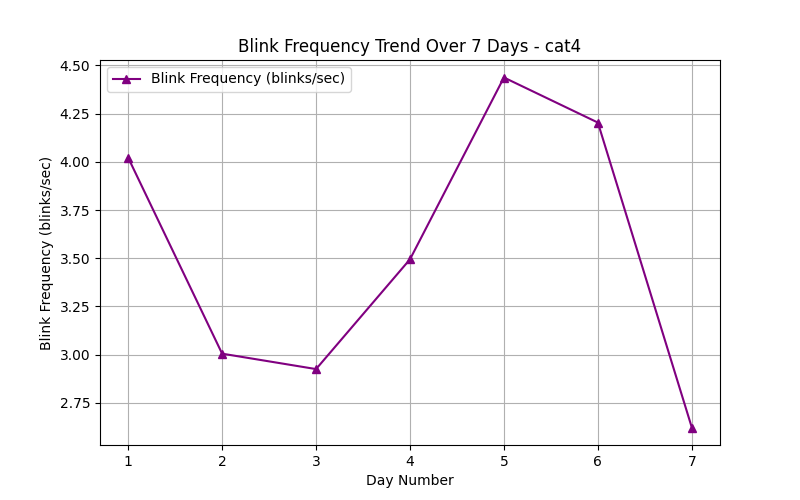 Blink Frequency Trend Over 7 Days - cat4
Blink Frequency (blinks/sec)
Blink Frequency (blinks/sec)
4.50
4.25
4.00
3.75
3.50
3.25
3.00
2.75
1 2 3 4 5 6 7
Day Number